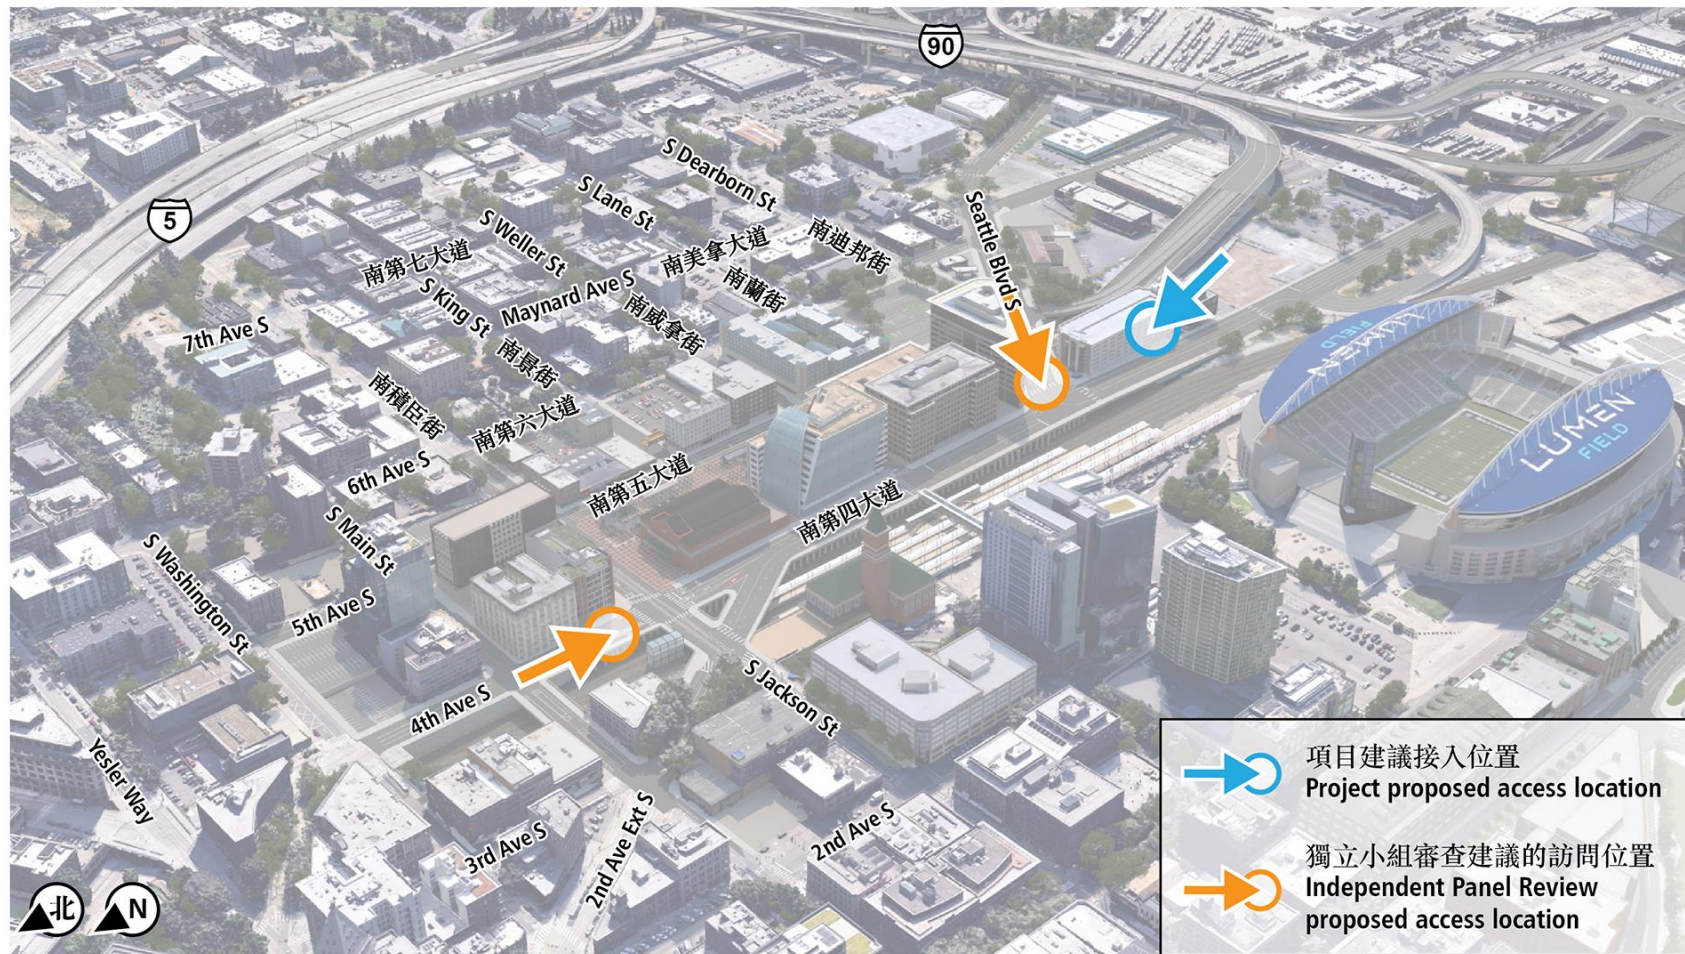 90
5
S Dearborn St
S Lane St
S Weller St
南第七大道
S King St
Maynard Ave S
南美拿大道
南迪邦街
南蘭街
南威拿街
Seattle Blvd S
7th Ave S
南景街
南積臣街
南第六大道
6th Ave S
南第五大道
南第四大道
S Main St
S Washington St
5th Ave S
4th Ave S
S Jackson St
Yesler Way
3rd Ave S
2nd Ave Ext S
2nd Ave S
FIELD
LUMEN
FIELD
項目建議接入位置
Project proposed access location
獨立小組審查建議的訪問位置
Independent Panel Review
proposed access location
北
N